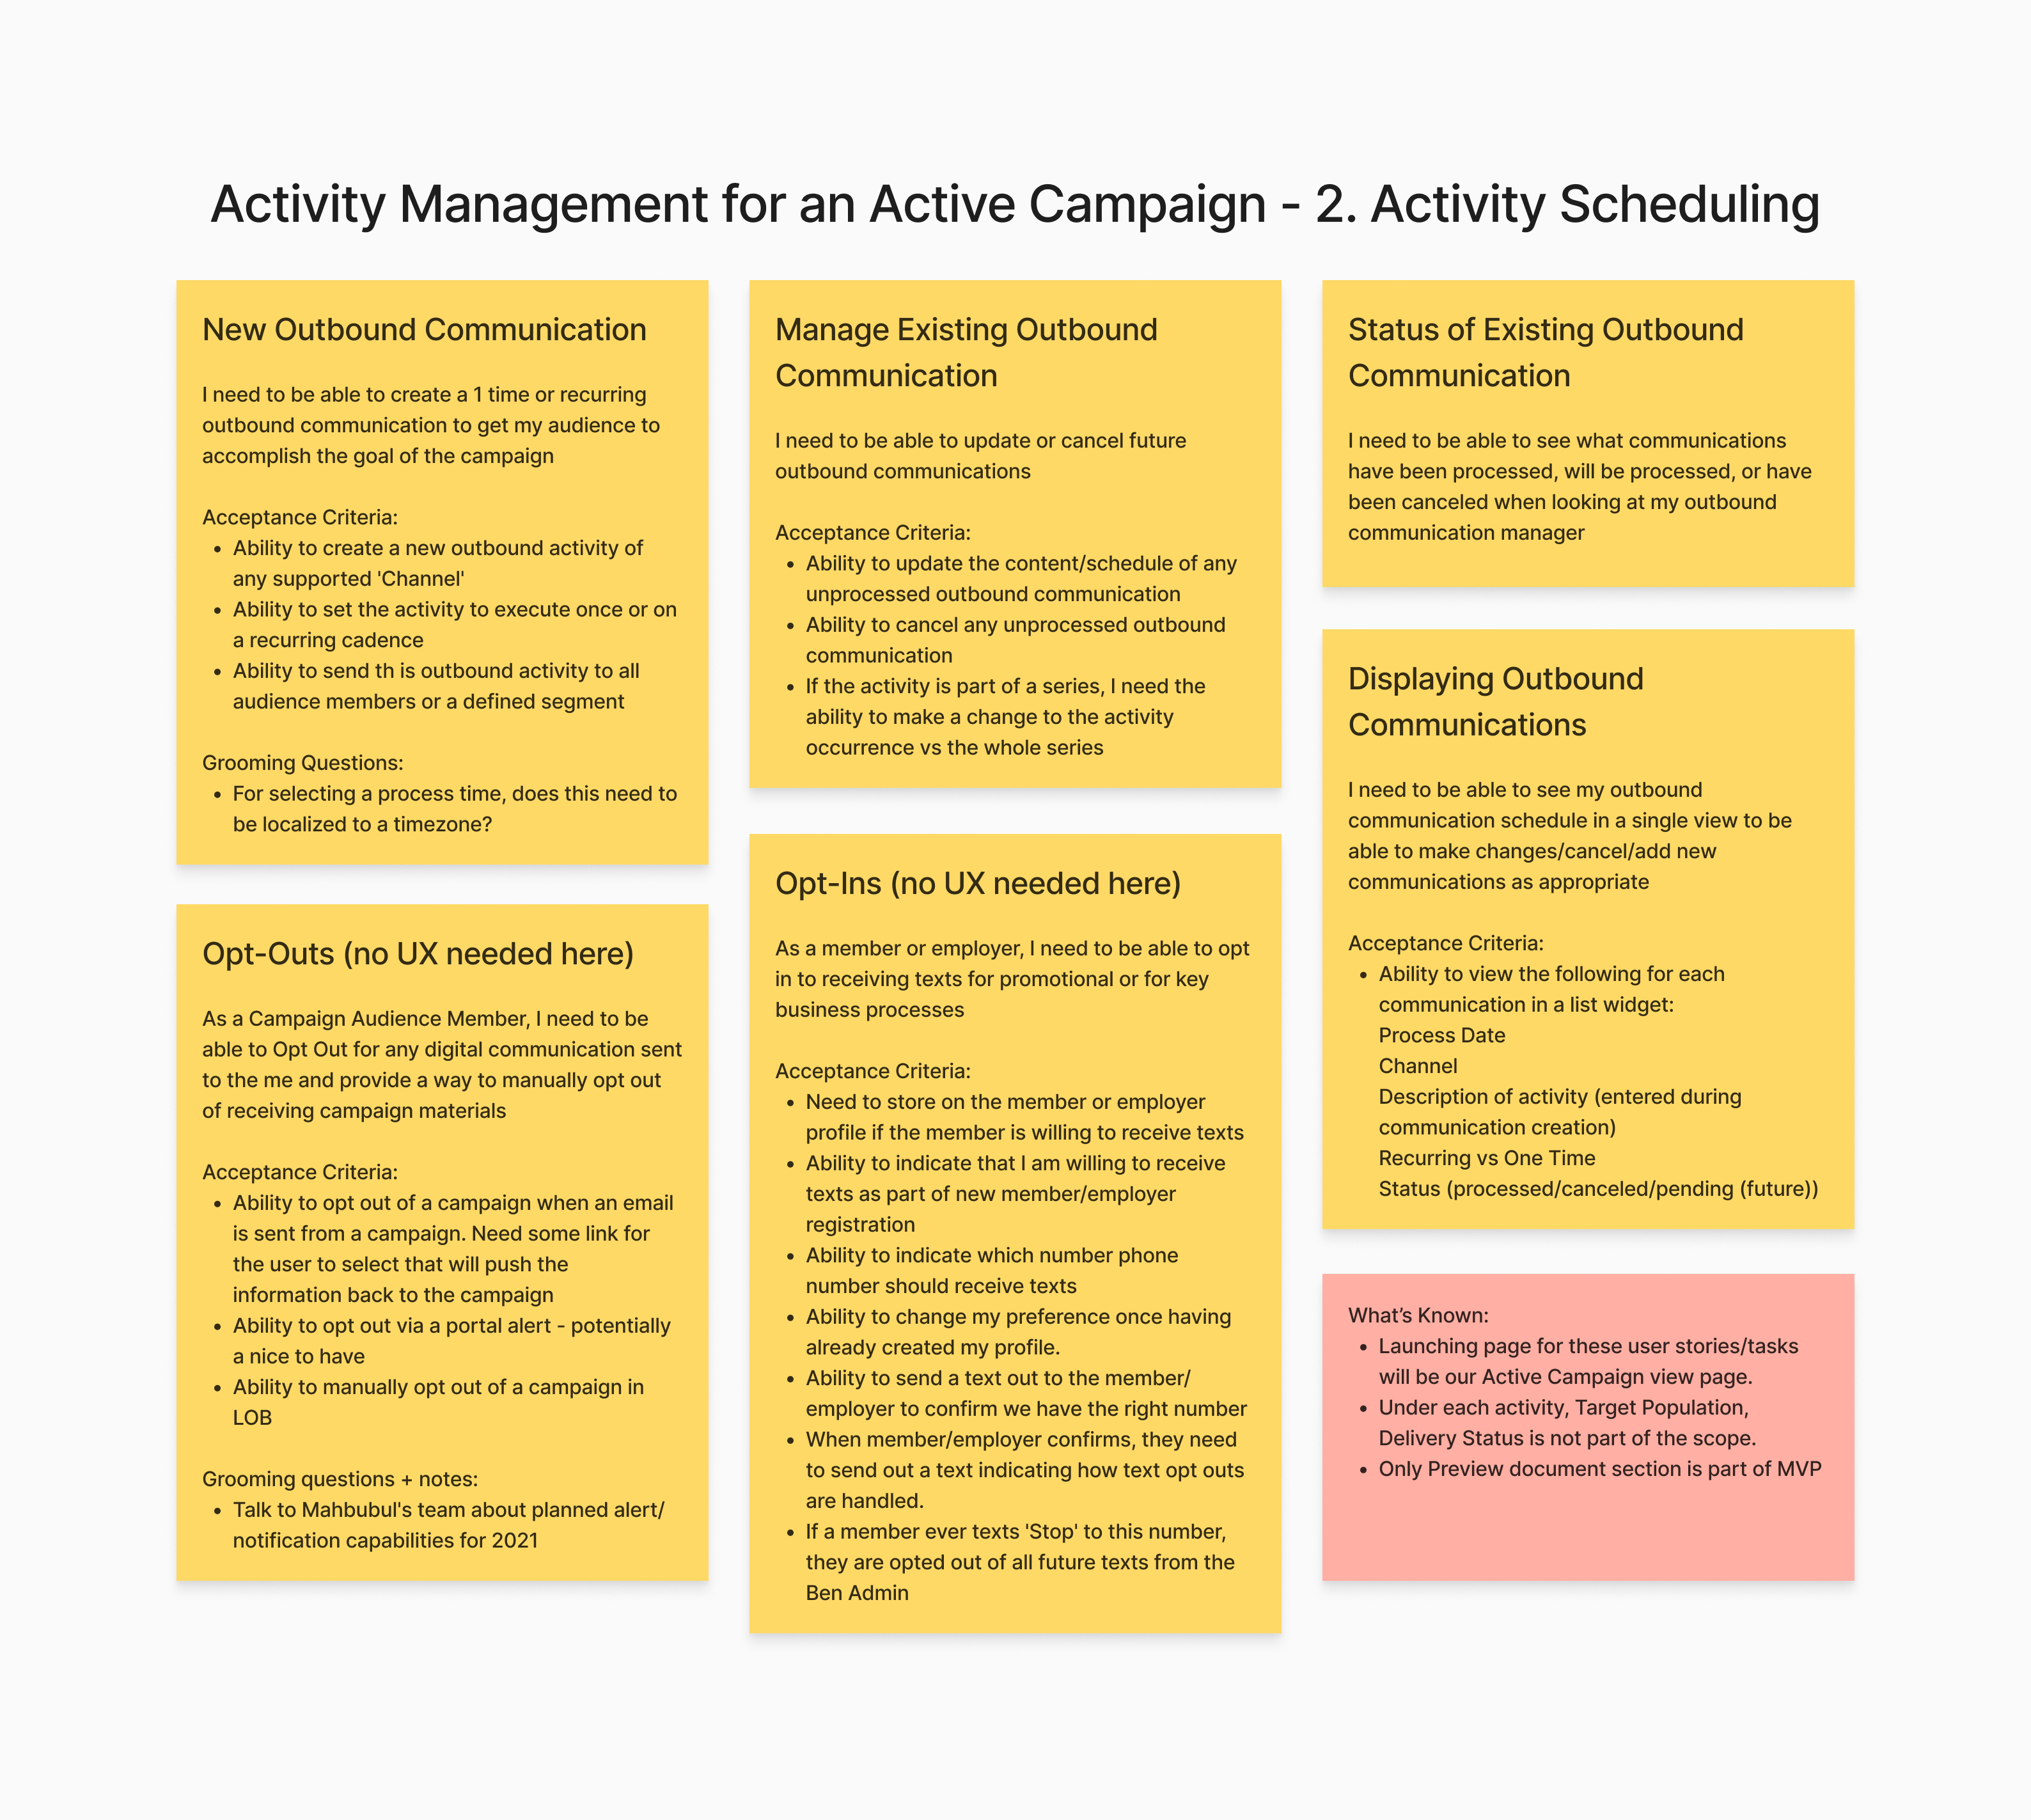 Activity Management for an Active Campaign - 2. Activity Scheduling
New Outbound Communication
I need to be able to create a 1 time or recurring
outbound communication to get my audience to
accomplish the goal of the campaign
Acceptance Criteria:
• Ability to create a new outbound activity of
any supported 'Channel'
• Ability to set the activity to execute once or on
a recurring cadence
• Ability to send th is outbound activity to all
audience members or a defined segment
Grooming Questions:
• For selecting a process time, does this need to
be localized to a timezone?
Opt-Outs (no UX needed here)
As a Campaign Audience Member, I need to be
able to Opt Out for any digital communication sent
to the me and provide a way to manually opt out
of receiving campaign materials
Acceptance Criteria:
• Ability to opt out of a campaign when an email
is sent from a campaign. Need some link for
the user to select that will push the
information back to the campaign
• Ability to opt out via a portal alert - potentially
a nice to have
• Ability to manually opt out of a campaign in
LOB
Grooming questions + notes:
• Talk to Mahbubul's team about planned alert/
notification capabilities for 2021
Manage Existing Outbound
Communication
I need to be able to update or cancel future
outbound communications
Acceptance Criteria:
• Ability to update the content/schedule of any
unprocessed outbound communication
• Ability to cancel any unprocessed outbound
communication
• If the activity is part of a series, I need the
ability to make a change to the activity
occurrence vs the whole series
Opt-Ins (no UX needed here)
As a member or employer, I need to be able to opt
in to receiving texts for promotional or for key
business processes
Acceptance Criteria:
• Need to store on the member or employer
profile if the member is willing to receive texts
• Ability to indicate that I am willing to receive
texts as part of new member/employer
registration
• Ability to indicate which number phone
number should receive texts
• Ability to change my preference once having
already created my profile.
• Ability to send a text out to the member/
employer to confirm we have the right number
• When member/employer confirms, they need
to send out a text indicating how text opt outs
are handled.
• If a member ever texts 'Stop' to this number,
they are opted out of all future texts from the
Ben Admin
Status of Existing Outbound
Communication
I need to be able to see what communications
have been processed, will be processed, or have
been canceled when looking at my outbound
communication manager
Displaying Outbound
Communications
I need to be able to see my outbound
communication schedule in a single view to be
able to make changes/cancel/add new
communications as appropriate
Acceptance Criteria:
• Ability to view the following for each
communication in a list widget:
Process Date
Channel
Description of activity (entered during
communication creation)
Recurring vs One Time
Status (processed/canceled/pending (future))
What’s Known:
• Launching page for these user stories/tasks
will be our Active Campaign view page.
• Under each activity, Target Population,
Delivery Status is not part of the scope.
• Only Preview document section is part of MVP